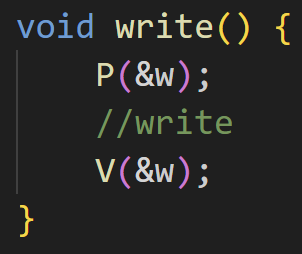 void write() {
    P(&w);
    //write
    V(&w);
}